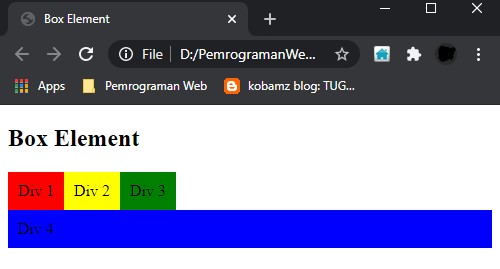 Box Element
File D:/PemrogramanWe...
Apps Pemrograman Web kobamz blog: TUG...
Box Element
Div 1 Div 2 Div 3
Div 4